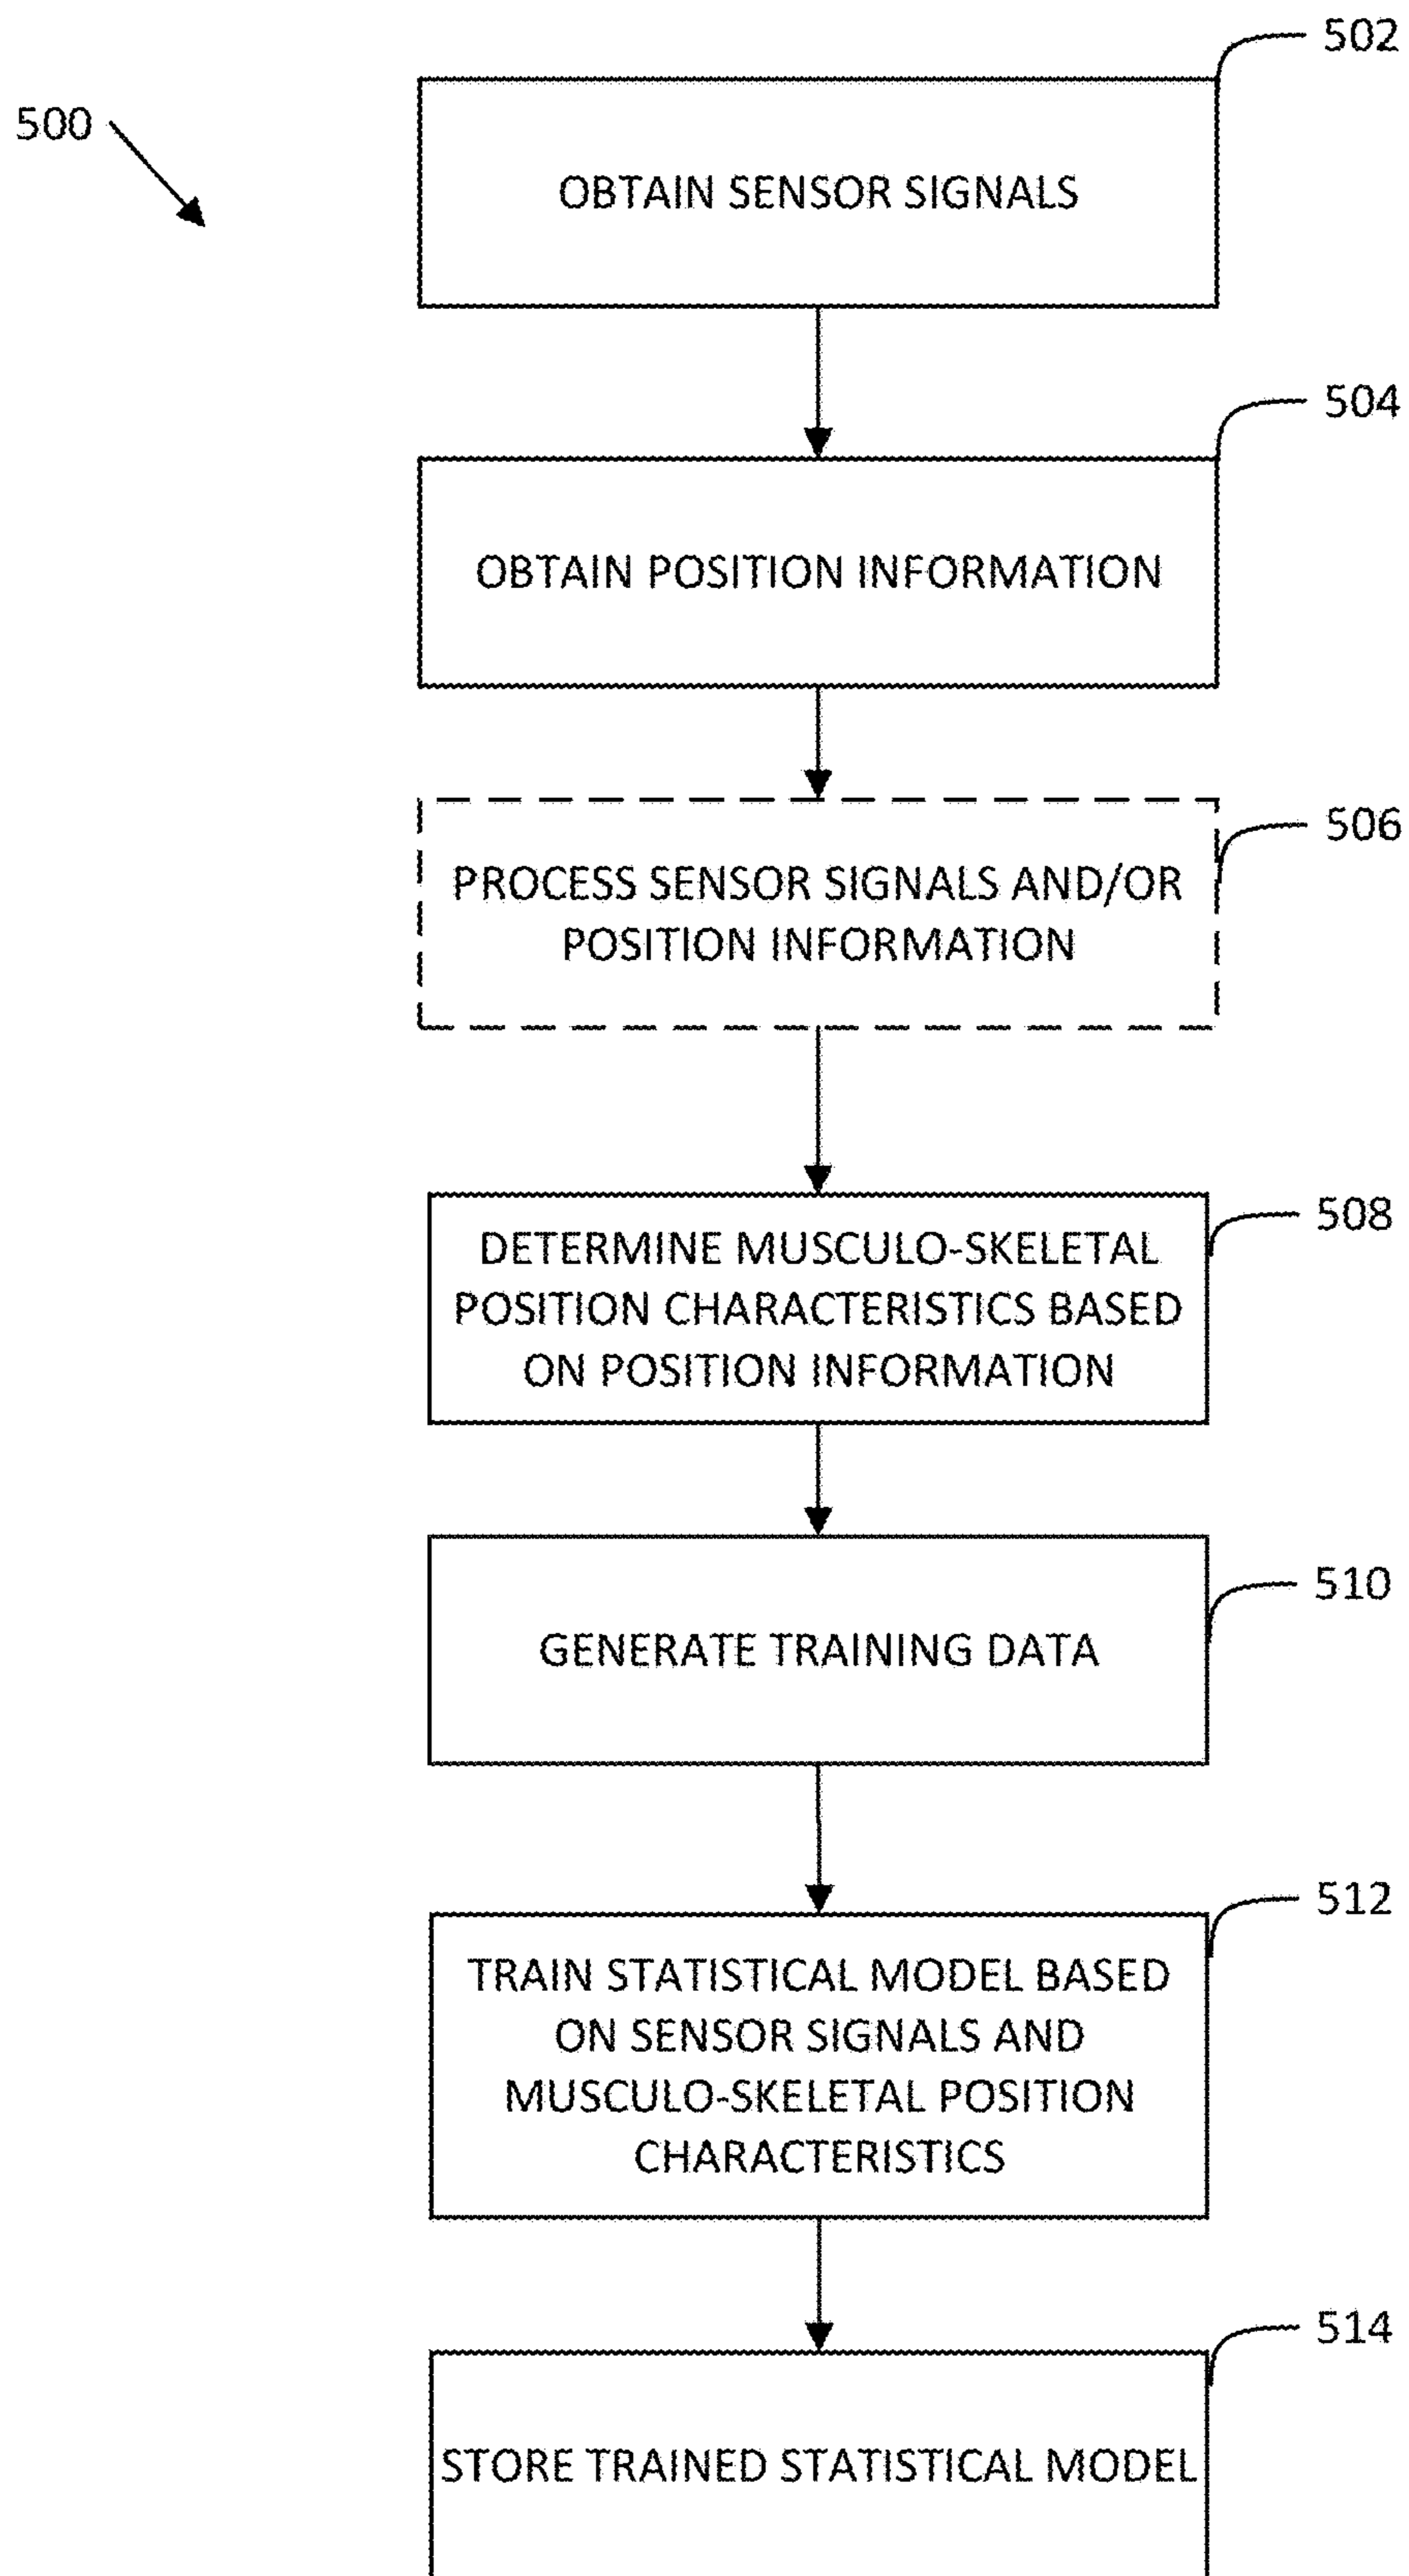 502
500
OBTAIN SENSOR SIGNALS
504
OBTAIN POSITION INFORMATION
506
PROCESS SENSOR SIGNALS AND/OR
POSITION INFORMATION
508
DETERMINE MUSCULO-SKELETAL
POSITION CHARACTERISTICS BASED
ON POSITION INFORMATION
510
GENERATE TRAINING DATA
512
TRAIN STATISTICAL MODEL BASED
ON SENSOR SIGNALS AND
MUSCULO-SKELETAL POSITION
CHARACTERISTICS
514
STORE TRAINED STATISTICAL MODEL